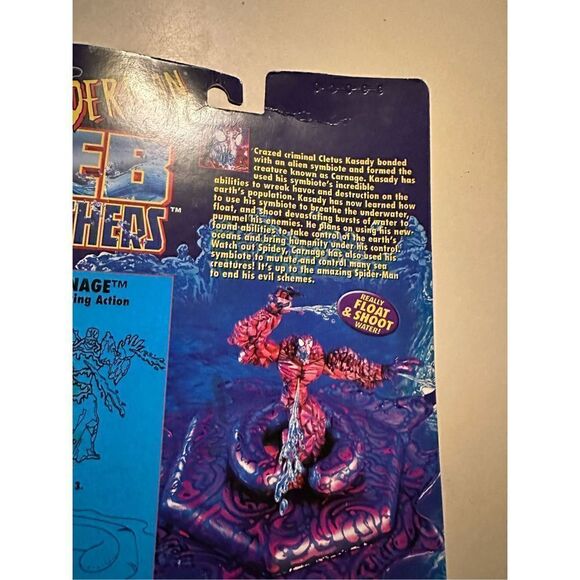 DER-MAN
EB
HERS™
NAGE™
ing Action
3.
Crazed criminal Cletus Kasady bonded
with an alien symbiote and formed the
creature known as Carnage. Kasady has
used his symbiote's incredible
abilities to wreak havoc and destruction on the
earth's population. Kasady has now learned how
to use his symbiote to breathe the underwater,
float, and shoot devastating bursts of water to
pummel his enemies. He plans on using his new
found abilities to take control of the earth's
oceans and bring humanity under his control.
Watch out Spidey, Carnage has also used his
symbiote to mutate and control many sea
creatures! It's up to the amazing Spider-Man
to end his evil schemes.
REALLY
FLOAT
& SHOOT
WATER!